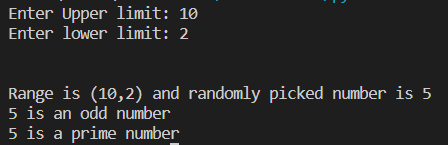 Enter Upper limit: 10
Enter lower limit: 2
Range is (10,2) and randomly picked number is 5
5 is an odd number
5 is a prime number